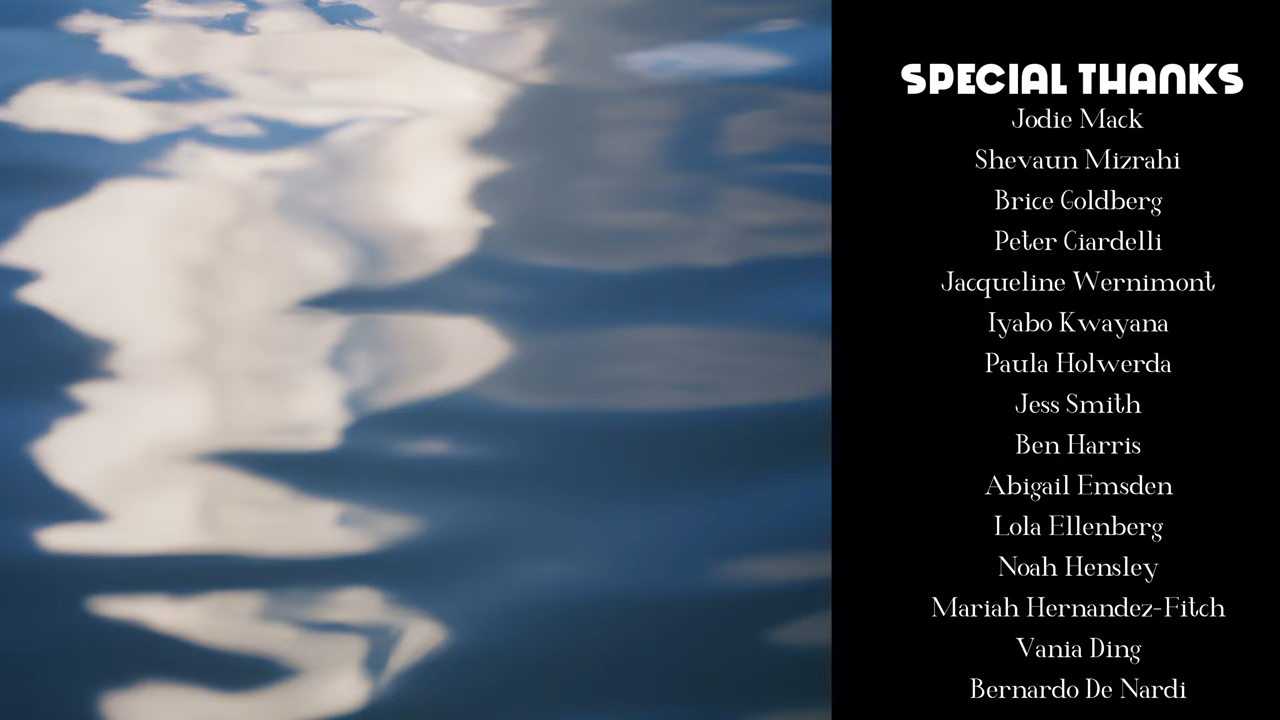 SPECIAL THANKS
Jodie Mack
Shevaun Mizrahi
Brice Goldberg
Peter Ciardelli
Jacqueline Wernimont
Iyabo Kwayana
Paula Holwerda
Jess Smith
Ben Harris
Abigail Emsden
Lola Ellenberg
Noah Hensley
Mariah Hernandez-Fitch
Vania Ding
Bernardo De Nardi